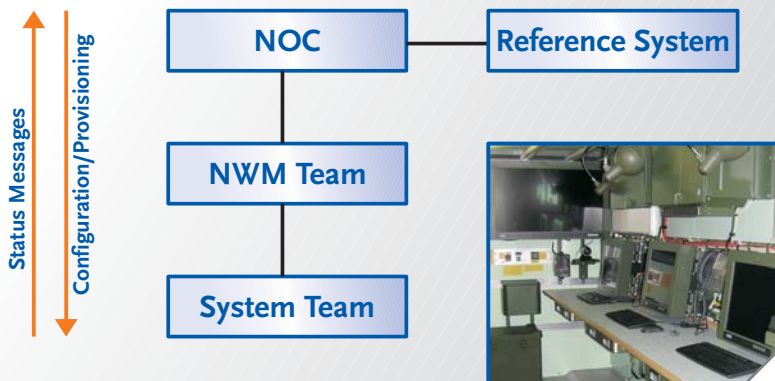 Status Messages
Configuration/Provisioning
NOC
Reference System
NWM Team
System Team